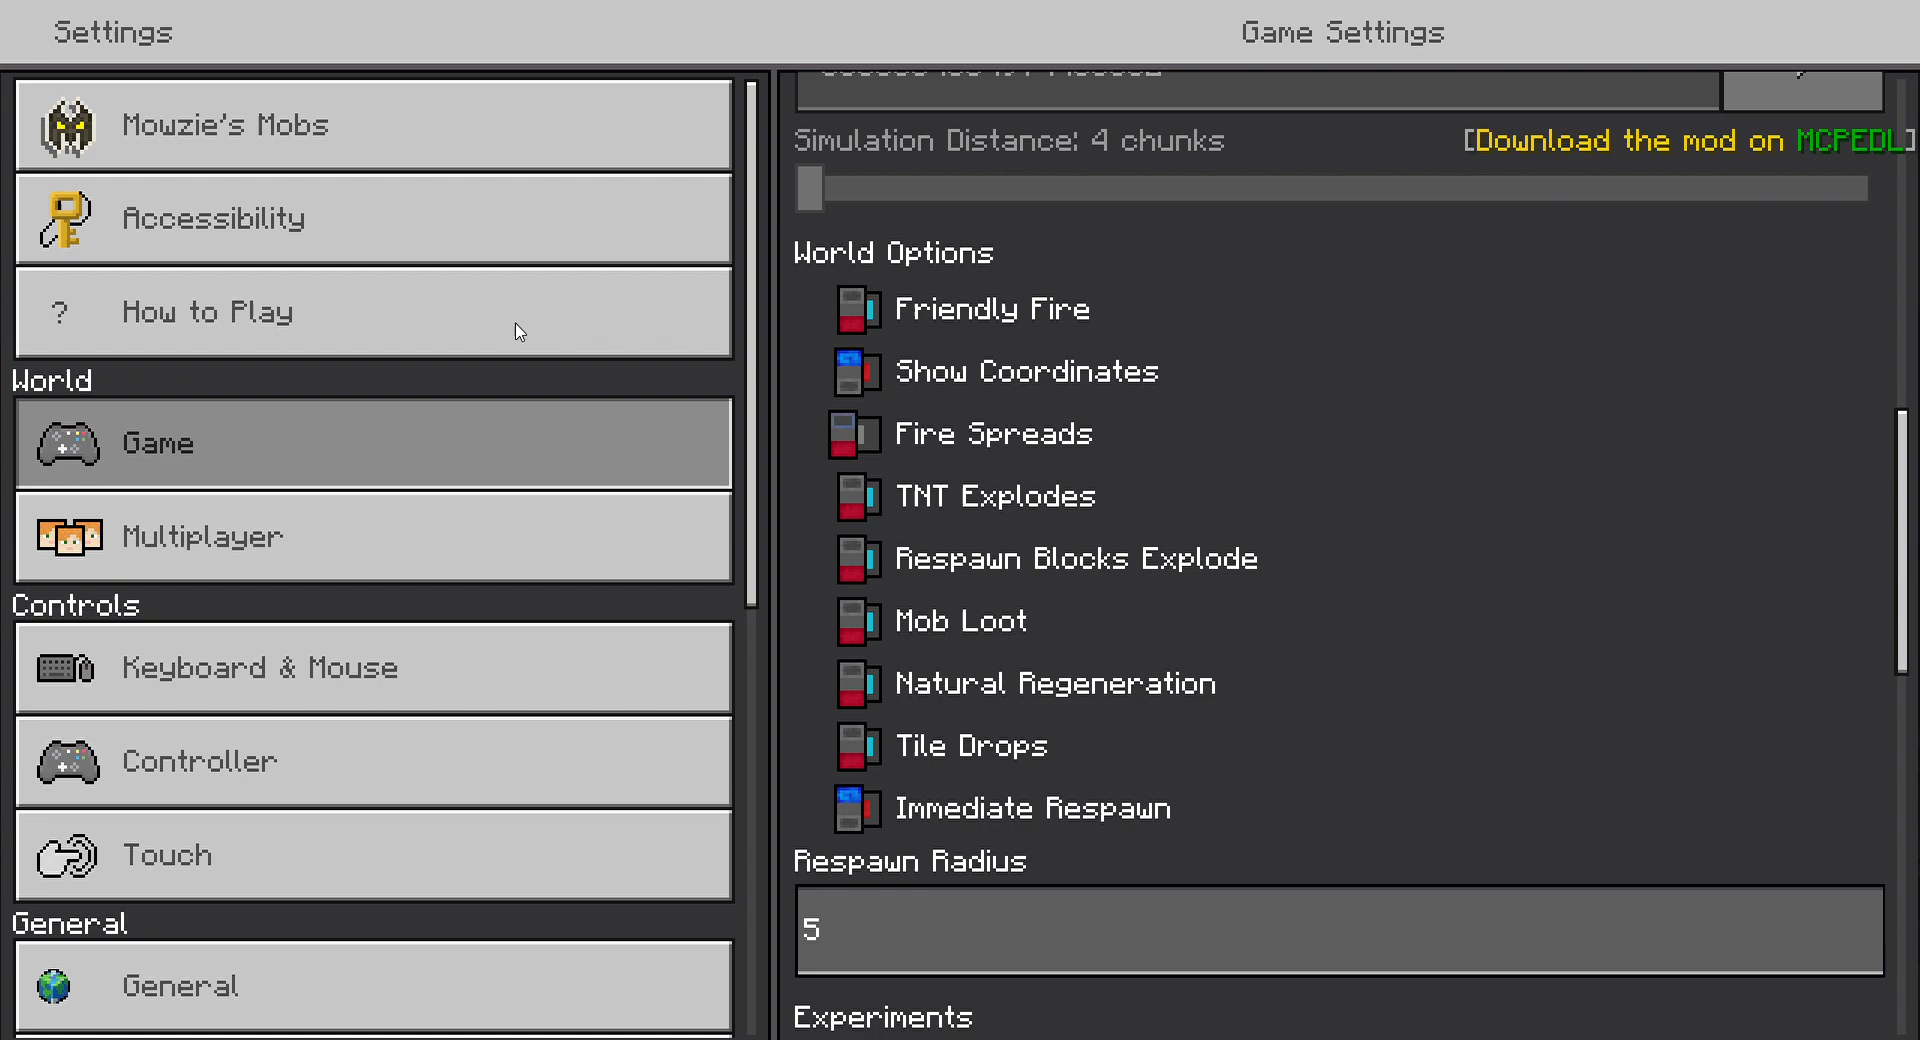 Settings
Game Settings
Mowzie's Mobs
Accessibility
? How to Play
World
Game
Multiplayer
Controls
Keyboard & Mouse
Controller
Touch
General
General
Simulation Distance: 4 chunks
[Download the mod on MCPEDL]
World Options
Friendly Fire
Show Coordinates
Fire Spreads
TNT Explodes
Respawn Blocks Explode
Mob Loot
Natural Regeneration
Tile Drops
Immediate Respawn
Respawn Radius
5
Experiments